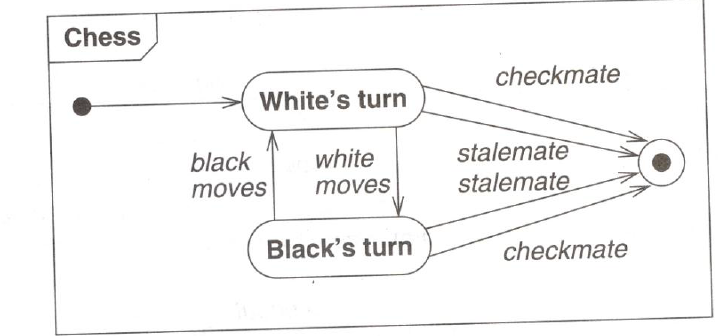 Chess
checkmate
White's turn
black
moves
white
moves
stalemate
stalemate
Black's turn
checkmate